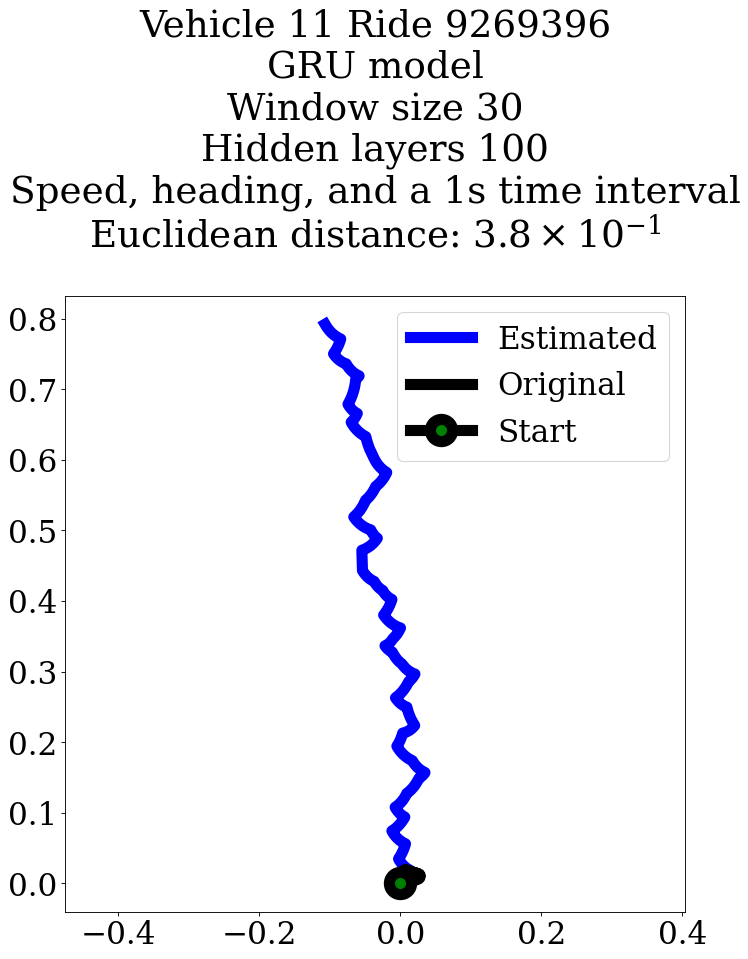 Vehicle 11 Ride 9269396
GRU model
Window size 30
Hidden layers 100
Speed, heading, and a 1s time interval
Euclidean distance: 3.8 × 10⁻¹
Estimated
Original
Start
0.8
0.7
0.6
0.5
0.4
0.3
0.2
0.1
0.0
−0.4 −0.2 0.0 0.2 0.4